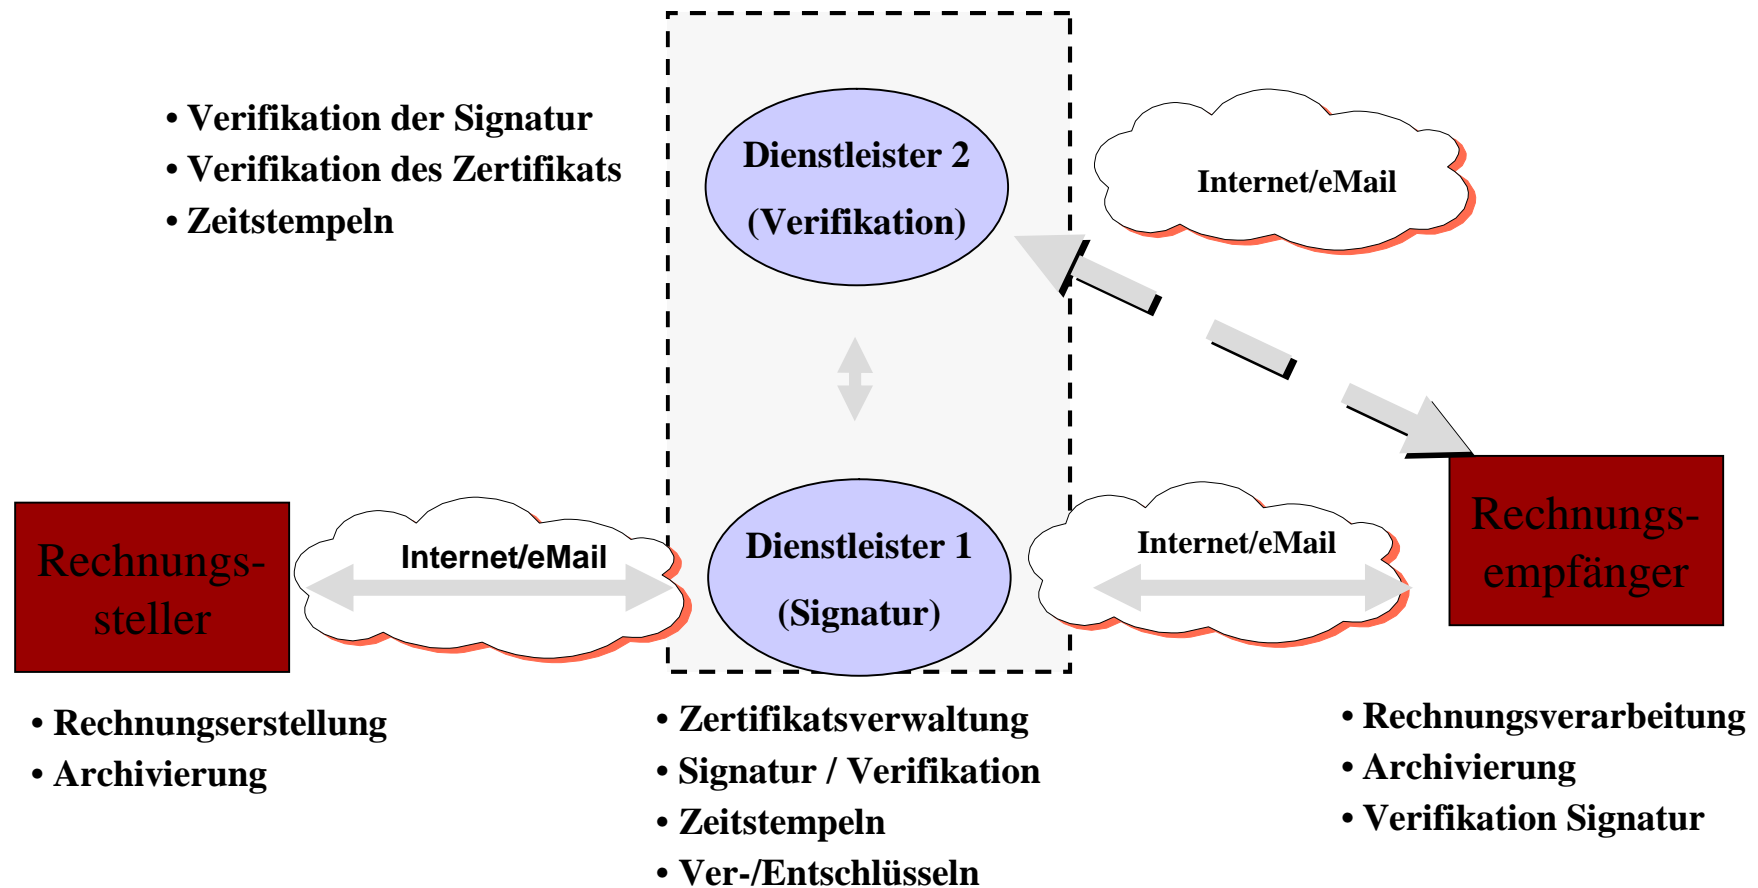 • Verifikation der Signatur
• Verifikation des Zertifikats
• Zeitstempeln
Dienstleister 2
(Verifikation)
Internet/eMail
Rechnungs-
steller
Internet/eMail
Dienstleister 1
(Signatur)
Internet/eMail
Rechnungs-
empfänger
• Rechnungserstellung
• Archivierung
• Zertifikatsverwaltung
• Signatur / Verifikation
• Zeitstempeln
• Ver-/Entschlüsseln
• Rechnungsverarbeitung
• Archivierung
• Verifikation Signatur